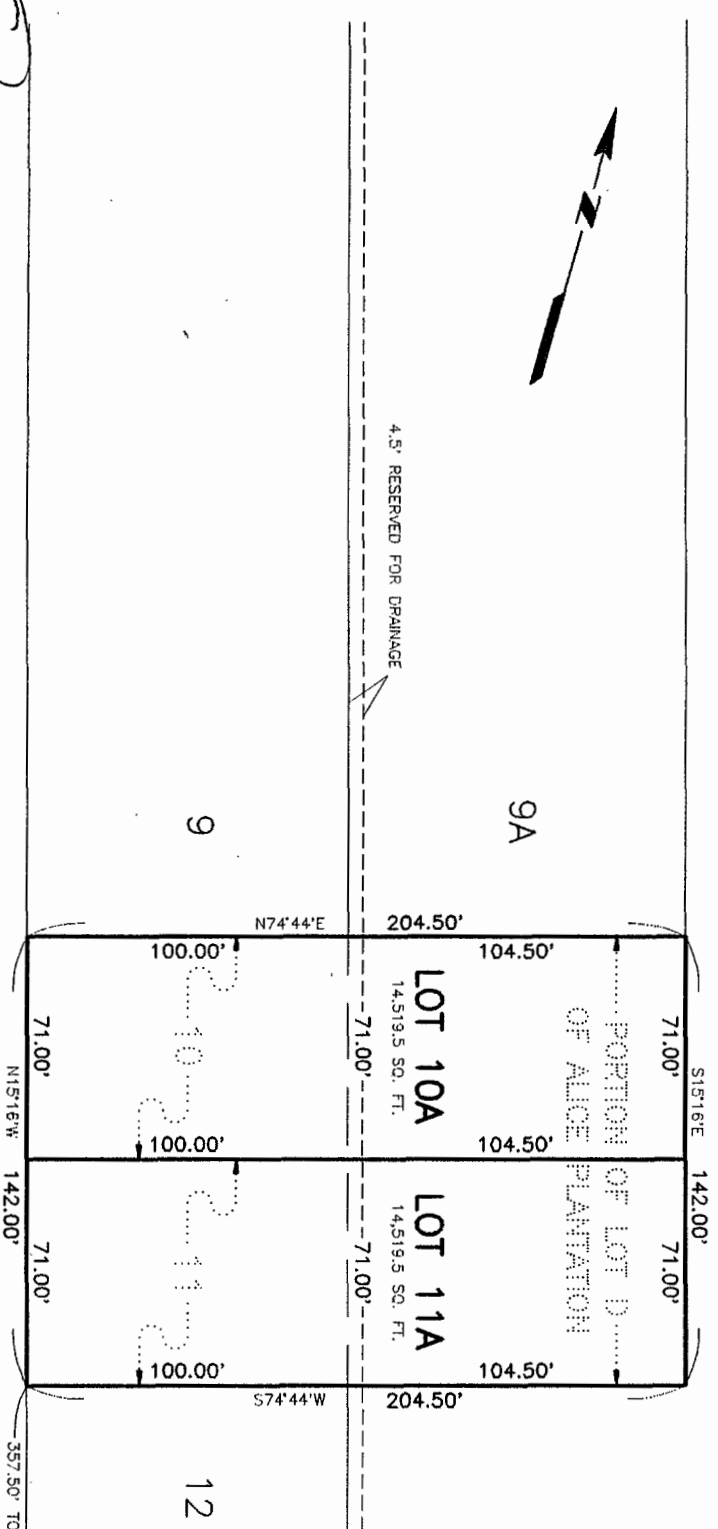 N
4.5' RESERVED FOR DRAINAGE
9A
9
N74°44'E
204.50'
100.00'
104.50'
LOT 10A
14,519.5 SQ. FT.
71.00'
71.00'
71.00'
10
PORTION OF LOT D
OF ALICE PLANTATION
S15°16'E
142.00'
N15°16'W
142.00'
100.00'
104.50'
LOT 11A
14,519.5 SQ. FT.
71.00'
71.00'
71.00'
11
100.00'
104.50'
S74°44'W
204.50'
12
357.50' TO